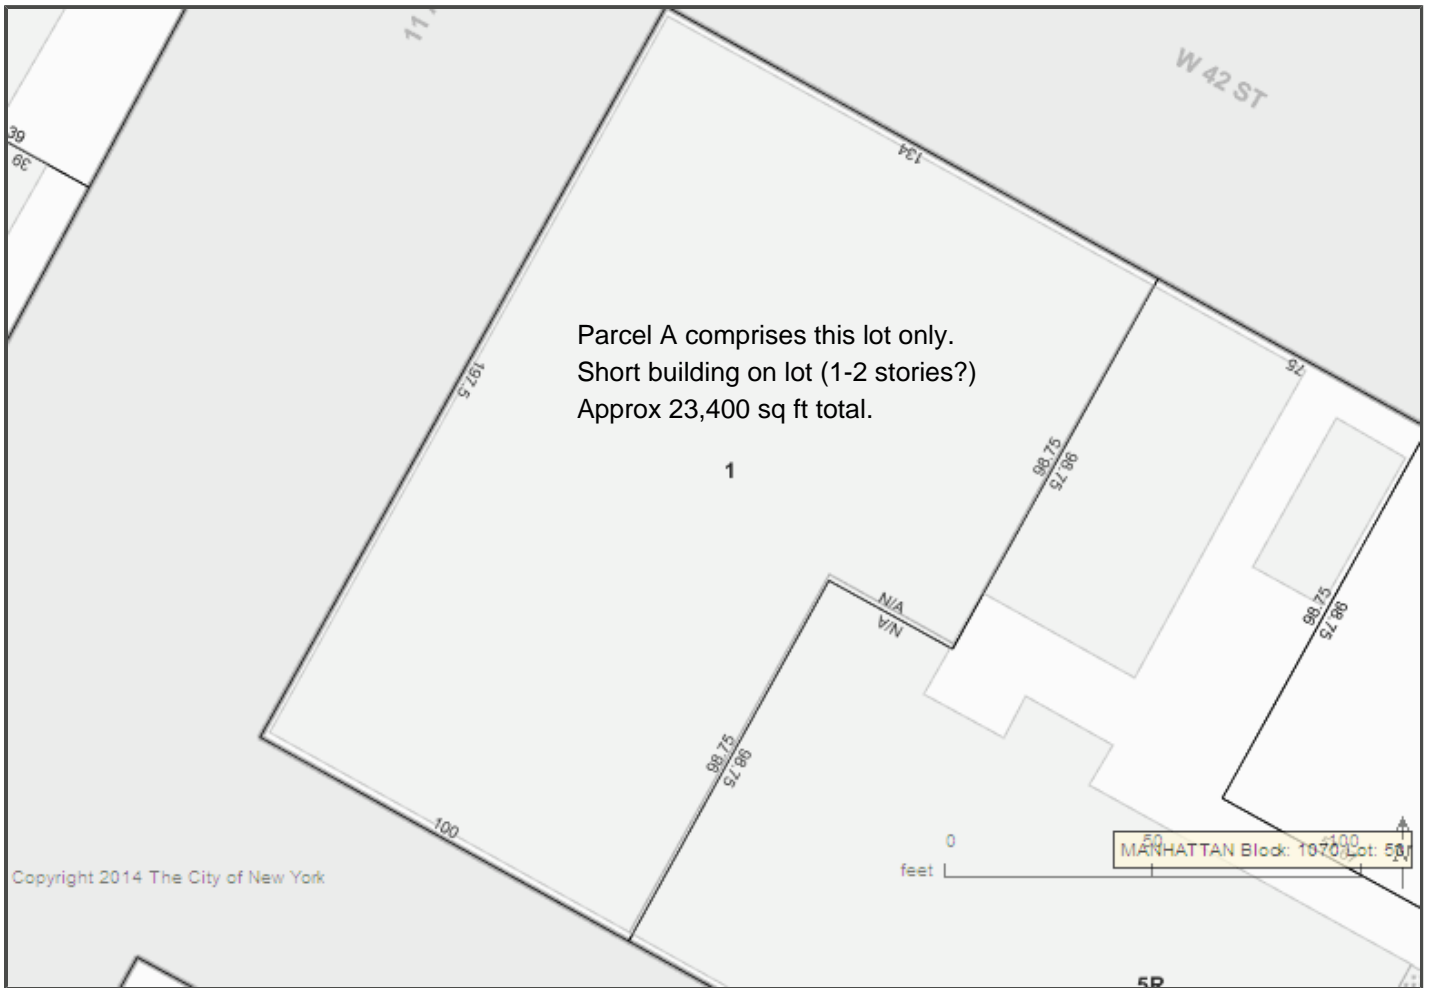 11
W 42 ST
39
39
134
Parcel A comprises this lot only.
Short building on lot (1-2 stories?)
Approx 23,400 sq ft total.
197.5
75
98.75
98.75
1
98.75
98.75
N/A
N/A
98.75
98.75
100
0
50
100
feet
MANHATTAN Block: 1070 Lot:
N
Copyright 2014 The City of New York
5R